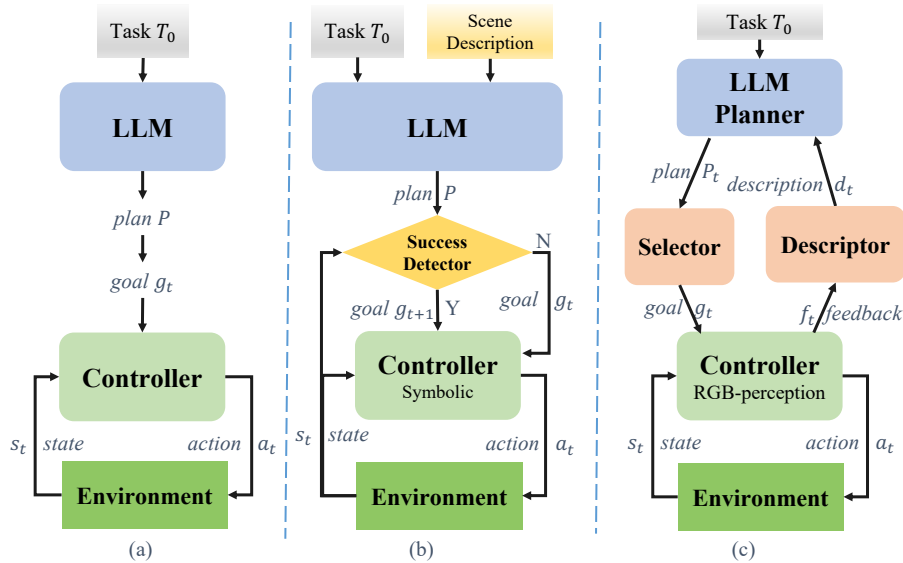 Task T₀
LLM
plan P
goal gₜ
Controller
sₜ state
action aₜ
Environment
(a)
Task T₀
Scene
Description
LLM
plan P
Success
Detector
N
goal gₜ₊₁ Y
goal gₜ
Controller
Symbolic
sₜ state
action aₜ
Environment
(b)
Task T₀
LLM
Planner
plan Pₜ
description dₜ
Selector
Descriptor
goal gₜ
fₜ feedback
Controller
RGB-perception
sₜ state
action aₜ
Environment
(c)